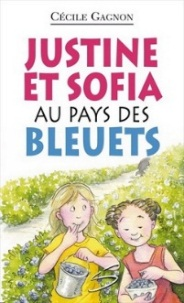 CÉCILE GAGNON
JUSTINE
ET SOFIA
AU PAYS DES
BLEUETS